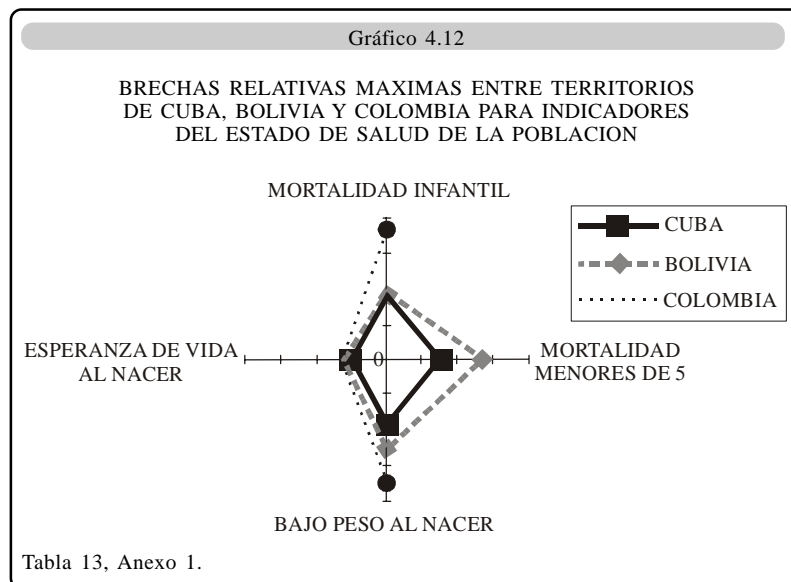 Gráfico 4.12
BRECHAS RELATIVAS MAXIMAS ENTRE TERRITORIOS
DE CUBA, BOLIVIA Y COLOMBIA PARA INDICADORES
DEL ESTADO DE SALUD DE LA POBLACION
MORTALIDAD INFANTIL
CUBA
BOLIVIA
COLOMBIA
ESPERANZA DE VIDA
AL NACER
0
MORTALIDAD
MENORES DE 5
BAJO PESO AL NACER
Tabla 13, Anexo 1.